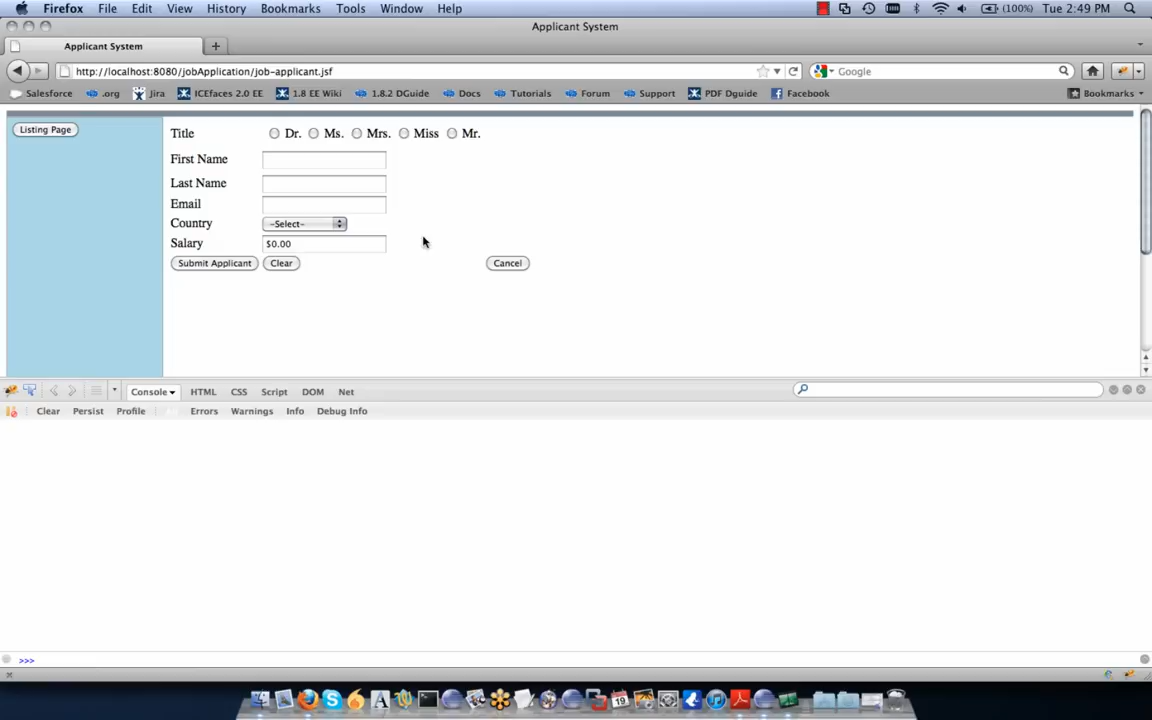 Firefox File Edit View History Bookmarks Tools Window Help (100%) Tue 2:49 PM
Applicant System
Applicant System
http://localhost:8080/jobApplication/job-applicant.jsf Google
Salesforce .org Jira ICEfaces 2.0 EE 1.8 EE Wiki 1.8.2 DGuide Docs Tutorials Forum Support PDF Dguide Facebook Bookmarks
Listing Page
Title Dr. Ms. Mrs. Miss Mr.
First Name
Last Name
Email
Country -Select-
Salary $0.00
Submit Applicant Clear Cancel
Console HTML CSS Script DOM Net
Clear Persist Profile All Errors Warnings Info Debug Info
>>>
19